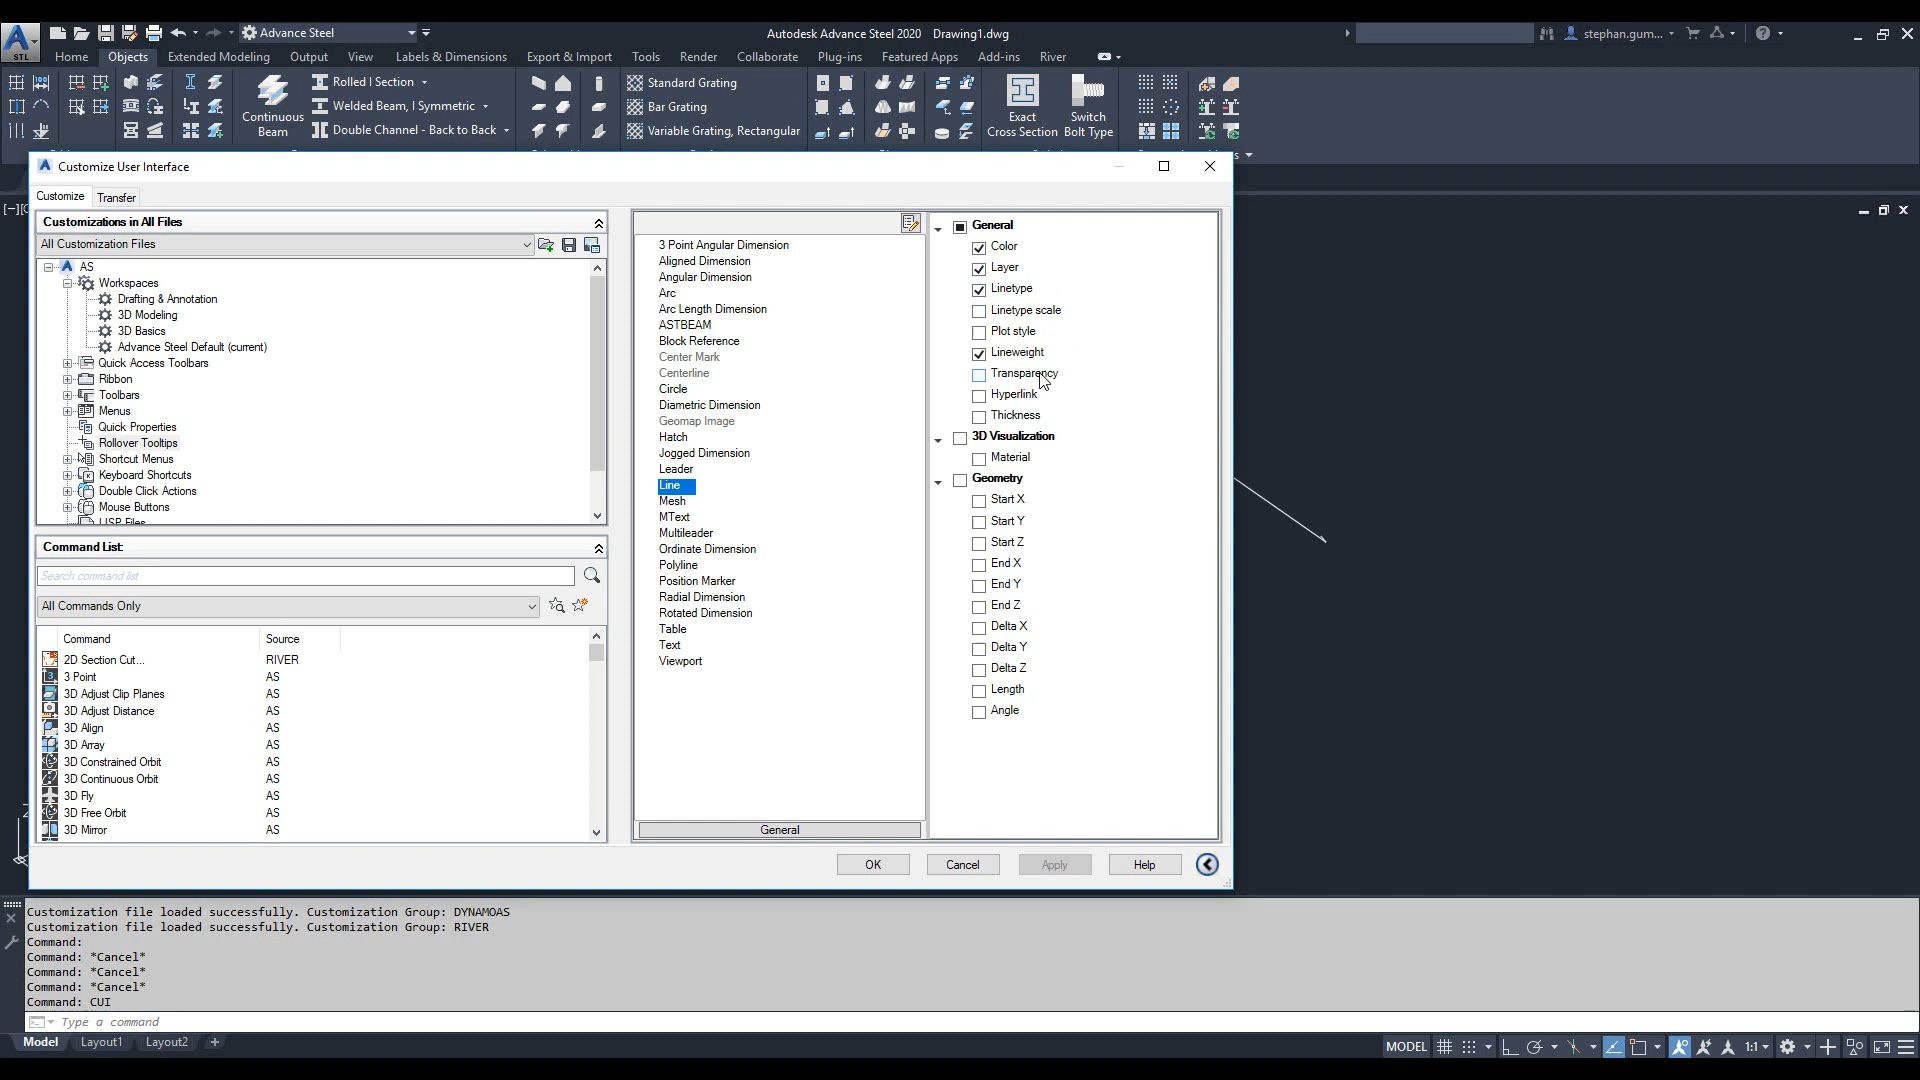 STL
Advance Steel
Autodesk Advance Steel 2020 Drawing1.dwg
stephan.gum...
Home Objects Extended Modeling Output View Labels & Dimensions Export & Import Tools Render Collaborate Plug-ins Featured Apps Add-ins River
Continuous Beam
Rolled I Section
Welded Beam, I Symmetric
Double Channel - Back to Back
Standard Grating
Bar Grating
Variable Grating, Rectangular
Exact Cross Section
Switch Bolt Type
Customize User Interface
Customize Transfer
Customizations in All Files
All Customization Files
AS
Workspaces
Drafting & Annotation
3D Modeling
3D Basics
Advance Steel Default (current)
Quick Access Toolbars
Ribbon
Toolbars
Menus
Quick Properties
Rollover Tooltips
Shortcut Menus
Keyboard Shortcuts
Double Click Actions
Mouse Buttons
LISP Files
Command List:
Search command list
All Commands Only
Command Source
2D Section Cut... RIVER
3 Point AS
3D Adjust Clip Planes AS
3D Adjust Distance AS
3D Align AS
3D Array AS
3D Constrained Orbit AS
3D Continuous Orbit AS
3D Fly AS
3D Free Orbit AS
3D Mirror AS
3 Point Angular Dimension
Aligned Dimension
Angular Dimension
Arc
Arc Length Dimension
ASTBEAM
Block Reference
Center Mark
Centerline
Circle
Diametric Dimension
Geomap Image
Hatch
Jogged Dimension
Leader
Line
Mesh
MText
Multileader
Ordinate Dimension
Polyline
Position Marker
Radial Dimension
Rotated Dimension
Table
Text
Viewport
General
General
Color
Layer
Linetype
Linetype scale
Plot style
Lineweight
Transparency
Hyperlink
Thickness
3D Visualization
Material
Geometry
Start X
Start Y
Start Z
End X
End Y
End Z
Delta X
Delta Y
Delta Z
Length
Angle
OK Cancel Apply Help
Customization file loaded successfully. Customization Group: DYNAMOAS
Customization file loaded successfully. Customization Group: RIVER
Command:
Command: *Cancel*
Command: *Cancel*
Command: *Cancel*
Command: CUI
Type a command
Model Layout1 Layout2 +
MODEL 1:1